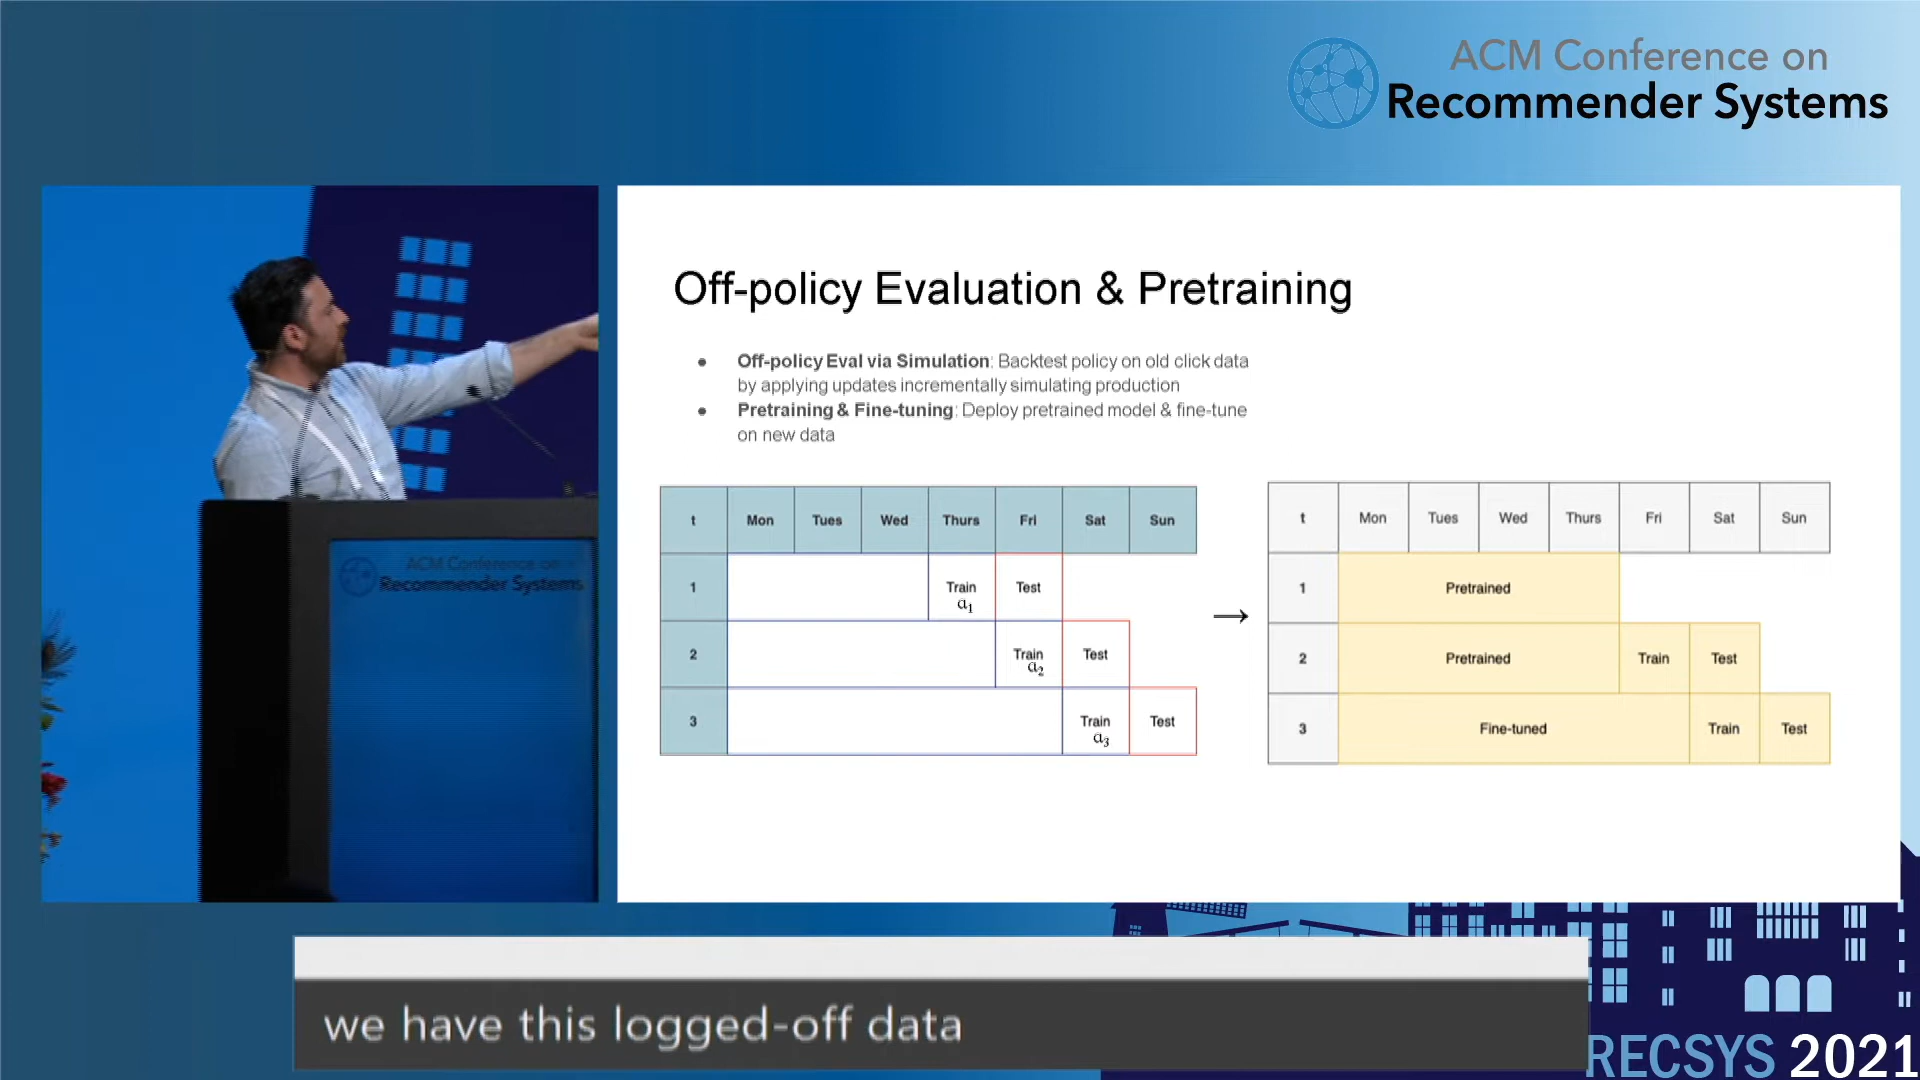 ACM Conference on
Recommender Systems
ACM Conference on
Recommender Systems
Off-policy Evaluation & Pretraining
● Off-policy Eval via Simulation: Backtest policy on old click data
by applying updates incrementally simulating production
● Pretraining & Fine-tuning: Deploy pretrained model & fine-tune
on new data
t Mon Tues Wed Thurs Fri Sat Sun
1 Train a₁ Test
2 Train a₂ Test
3 Train a₃ Test
→
t Mon Tues Wed Thurs Fri Sat Sun
1 Pretrained
2 Pretrained Train Test
3 Fine-tuned Train Test
we have this logged-off data
RECSYS 2021